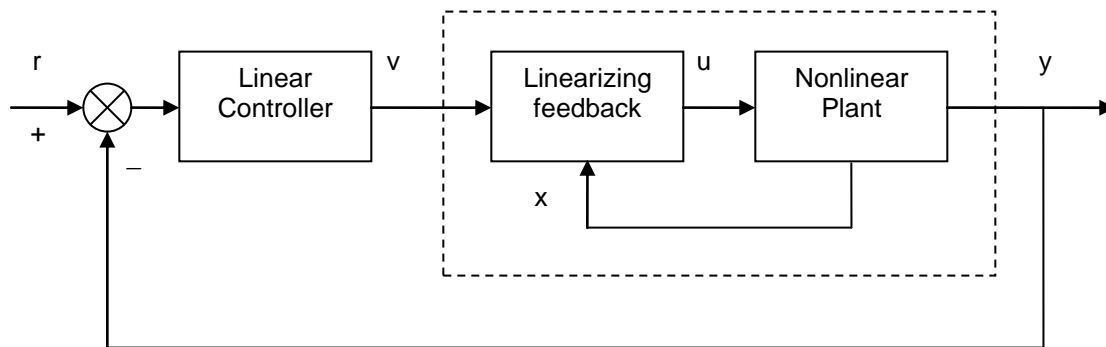 r
+
−
Linear
Controller
v
Linearizing
feedback
x
u
Nonlinear
Plant
y